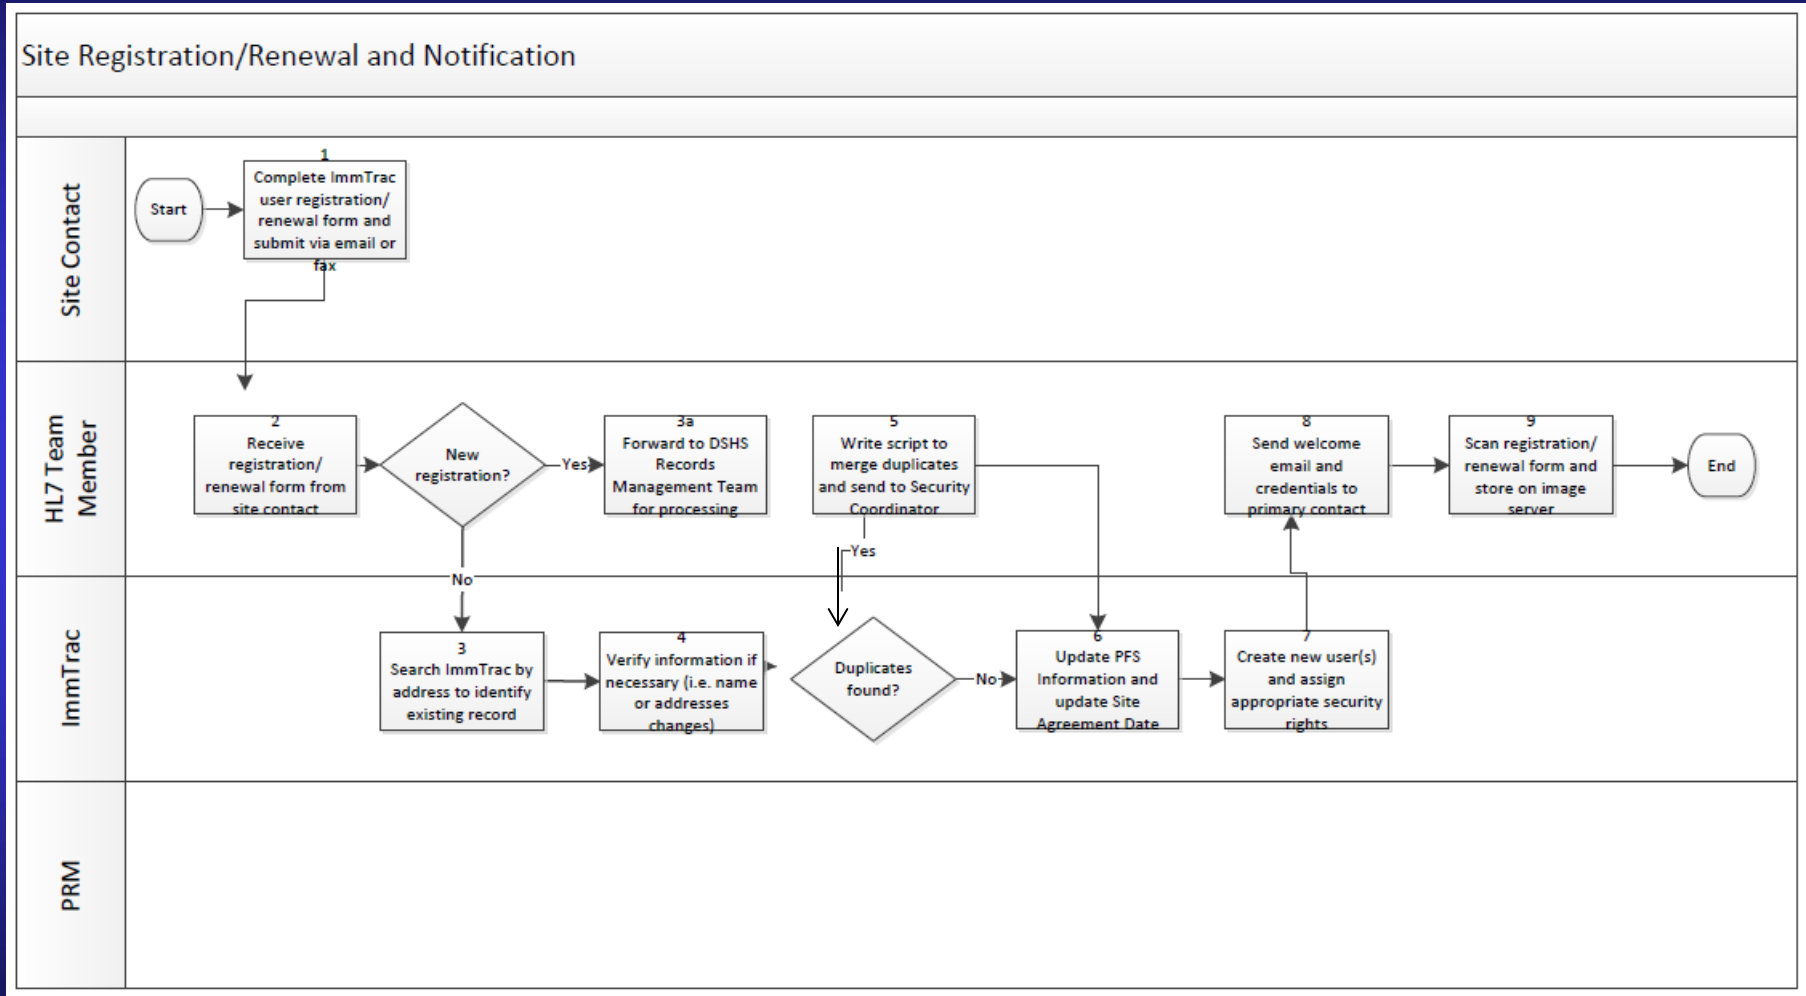 Site Registration/Renewal and Notification
Site Contact
Start
1
Complete ImmTrac
user registration/
renewal form and
submit via email or
fax
HL7 Team
Member
2
Receive
registration/
renewal form from
site contact
New
registration?
Yes
3a
Forward to DSHS
Records
Management Team
for processing
5
Write script to
merge duplicates
and send to Security
Coordinator
8
Send welcome
email and
credentials to
primary contact
9
Scan registration/
renewal form and
store on image
server
End
Yes
No
ImmTrac
3
Search ImmTrac by
address to identify
existing record
4
Verify information if
necessary (i.e. name
or addresses
changes)
Duplicates
found?
No
6
Update PFS
Information and
update Site
Agreement Date
7
Create new user(s)
and assign
appropriate security
rights
PRM